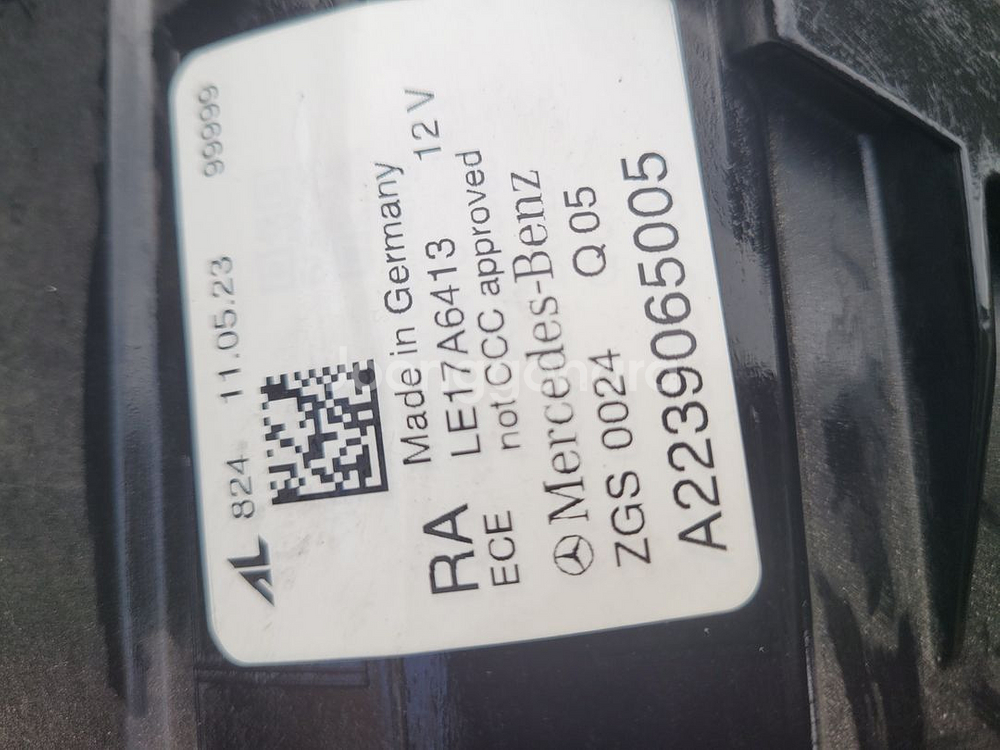 AL 824 11.05.23 99999
RA Made in Germany
LE17A6413 12 V
ECE not CCC approved
Mercedes-Benz
ZGS 0024 Q 05
A2239065005